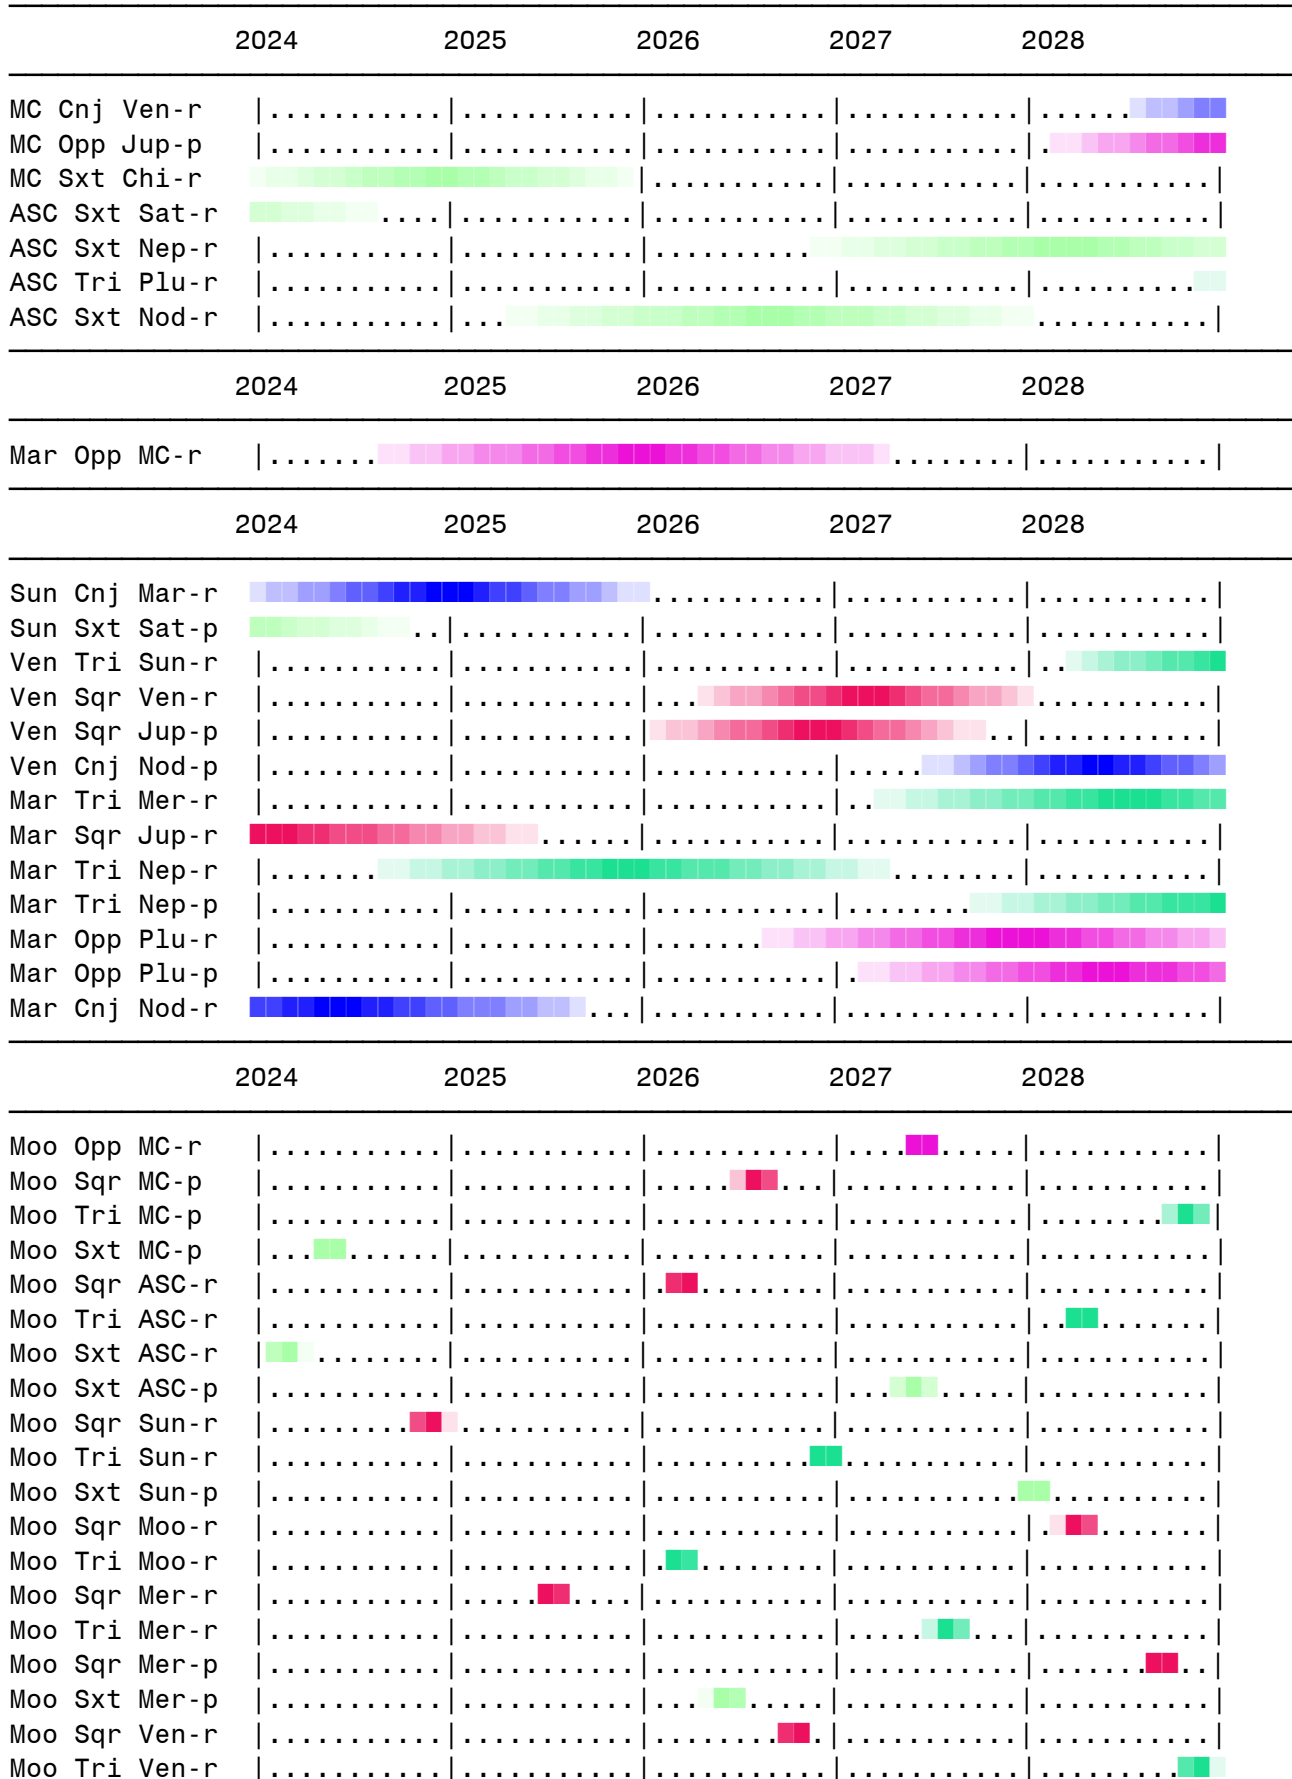 2024 2025 2026 2027 2028
MC Cnj Ven-r |...........|...........|...........|...........|......
MC Opp Jup-p |...........|...........|...........|...........|.
MC Sxt Chi-r |...........|...........|...........|
ASC Sxt Sat-r ....|...........|...........|...........|...........|
ASC Sxt Nep-r |...........|...........|..........
ASC Tri Plu-r |...........|...........|...........|...........|..........
ASC Sxt Nod-r |...........|... ...........|
2024 2025 2026 2027 2028
Mar Opp MC-r |....... ........|...........|
2024 2025 2026 2027 2028
Sun Cnj Mar-r ...........|...........|...........|
Sun Sxt Sat-p ..|...........|...........|...........|...........|
Ven Tri Sun-r |...........|...........|...........|...........|..
Ven Sqr Ven-r |...........|...........|... ...........|
Ven Sqr Jup-p |...........|...........| ..|...........|
Ven Cnj Nod-p |...........|...........|...........|.....
Mar Tri Mer-r |...........|...........|...........|..
Mar Sqr Jup-r ......|...........|...........|...........|
Mar Tri Nep-r |....... ........|...........|
Mar Tri Nep-p |...........|...........|...........|........
Mar Opp Plu-r |...........|...........|.......
Mar Opp Plu-p |...........|...........|...........|.
Mar Cnj Nod-r ...|...........|...........|...........|
2024 2025 2026 2027 2028
Moo Opp MC-r |...........|...........|...........|.... .....|...........|
Moo Sqr MC-p |...........|...........|..... ...|...........|...........|
Moo Tri MC-p |...........|...........|...........|...........|........ |
Moo Sxt MC-p |... ......|...........|...........|...........|...........|
Moo Sqr ASC-r |...........|...........|. ........|...........|...........|
Moo Tri ASC-r |...........|...........|...........|...........|.. .......|
Moo Sxt ASC-r | ........|...........|...........|...........|...........|
Moo Sxt ASC-p |...........|...........|...........|... .....|...........|
Moo Sqr Sun-r |......... ...........|...........|...........|...........|
Moo Tri Sun-r |...........|...........|.......... ...........|...........|
Moo Sxt Sun-p |...........|...........|...........|........... ..........|
Moo Sqr Moo-r |...........|...........|...........|...........|. .......|
Moo Tri Moo-r |...........|...........|. ........|...........|...........|
Moo Sqr Mer-r |...........|..... ....|...........|...........|...........|
Moo Tri Mer-r |...........|...........|...........|..... ...|...........|
Moo Sqr Mer-p |...........|...........|...........|...........|....... ..|
Moo Sxt Mer-p |...........|...........|... .....|...........|...........|
Moo Sqr Ven-r |...........|...........|........ .|...........|...........|
Moo Tri Ven-r |...........|...........|...........|...........|.........